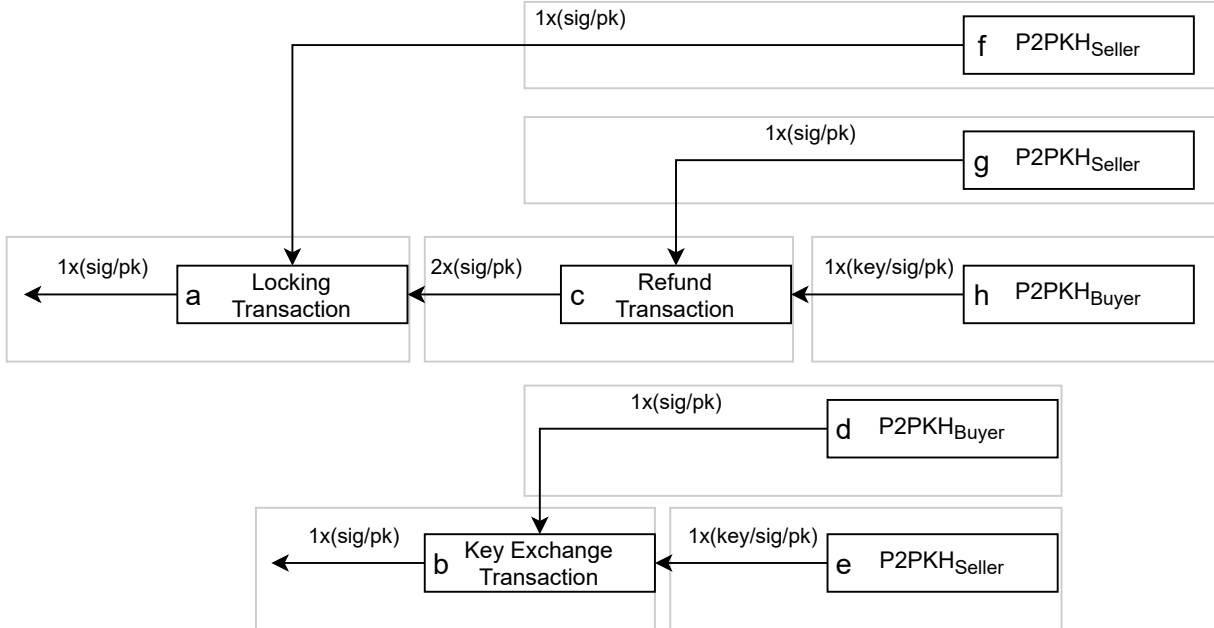 1x(sig/pk)
f P2PKHSeller
1x(sig/pk)
g P2PKHSeller
1x(sig/pk)
a Locking
Transaction
2x(sig/pk)
c Refund
Transaction
1x(key/sig/pk)
h P2PKHBuyer
1x(sig/pk)
d P2PKHBuyer
1x(sig/pk)
b Key Exchange
Transaction
1x(key/sig/pk)
e P2PKHSeller